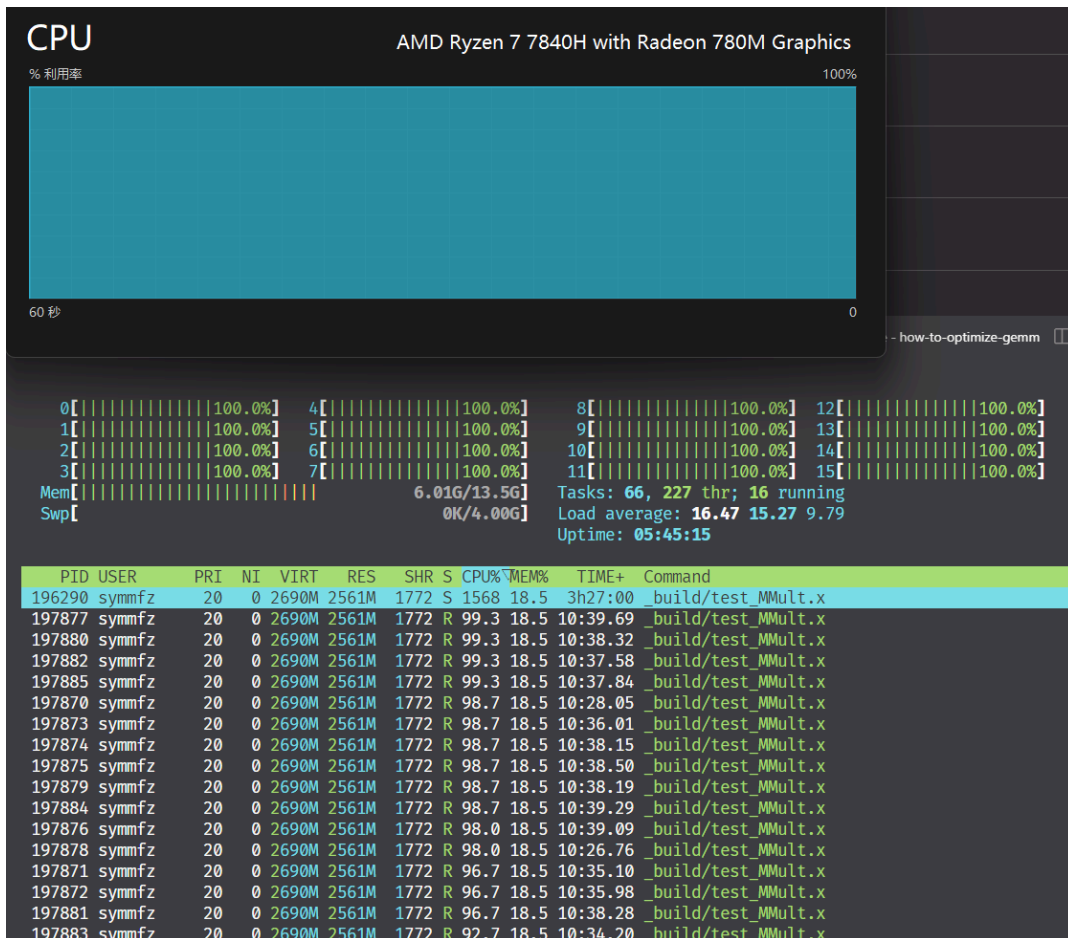 CPU
AMD Ryzen 7 7840H with Radeon 780M Graphics
% 利用率 100%
60 秒 0
- how-to-optimize-gemm
0[||||||||||||||100.0%] 4[||||||||||||||100.0%] 8[||||||||||||||100.0%] 12[||||||||||||||100.0%]
1[||||||||||||||100.0%] 5[||||||||||||||100.0%] 9[||||||||||||||100.0%] 13[||||||||||||||100.0%]
2[||||||||||||||100.0%] 6[||||||||||||||100.0%] 10[||||||||||||||100.0%] 14[||||||||||||||100.0%]
3[||||||||||||||100.0%] 7[||||||||||||||100.0%] 11[||||||||||||||100.0%] 15[||||||||||||||100.0%]
Mem[|||||||||||||||||||||||||6.01G/13.5G] Tasks: 66, 227 thr; 16 running
Swp[ 0K/4.00G] Load average: 16.47 15.27 9.79
Uptime: 05:45:15
PID USER PRI NI VIRT RES SHR S CPU%▽MEM% TIME+ Command
196290 symmfz 20 0 2690M 2561M 1772 S 1568 18.5 3h27:00 _build/test_MMult.x
197877 symmfz 20 0 2690M 2561M 1772 R 99.3 18.5 10:39.69 _build/test_MMult.x
197880 symmfz 20 0 2690M 2561M 1772 R 99.3 18.5 10:38.32 _build/test_MMult.x
197882 symmfz 20 0 2690M 2561M 1772 R 99.3 18.5 10:37.58 _build/test_MMult.x
197885 symmfz 20 0 2690M 2561M 1772 R 99.3 18.5 10:37.84 _build/test_MMult.x
197870 symmfz 20 0 2690M 2561M 1772 R 98.7 18.5 10:28.05 _build/test_MMult.x
197873 symmfz 20 0 2690M 2561M 1772 R 98.7 18.5 10:36.01 _build/test_MMult.x
197874 symmfz 20 0 2690M 2561M 1772 R 98.7 18.5 10:38.15 _build/test_MMult.x
197875 symmfz 20 0 2690M 2561M 1772 R 98.7 18.5 10:38.50 _build/test_MMult.x
197879 symmfz 20 0 2690M 2561M 1772 R 98.7 18.5 10:38.19 _build/test_MMult.x
197884 symmfz 20 0 2690M 2561M 1772 R 98.7 18.5 10:39.29 _build/test_MMult.x
197876 symmfz 20 0 2690M 2561M 1772 R 98.0 18.5 10:39.09 _build/test_MMult.x
197878 symmfz 20 0 2690M 2561M 1772 R 98.0 18.5 10:26.76 _build/test_MMult.x
197871 symmfz 20 0 2690M 2561M 1772 R 96.7 18.5 10:35.10 _build/test_MMult.x
197872 symmfz 20 0 2690M 2561M 1772 R 96.7 18.5 10:35.98 _build/test_MMult.x
197881 symmfz 20 0 2690M 2561M 1772 R 96.7 18.5 10:38.28 _build/test_MMult.x
197883 symmfz 20 0 2690M 2561M 1772 R 92.7 18.5 10:34.20 _build/test_MMult.x